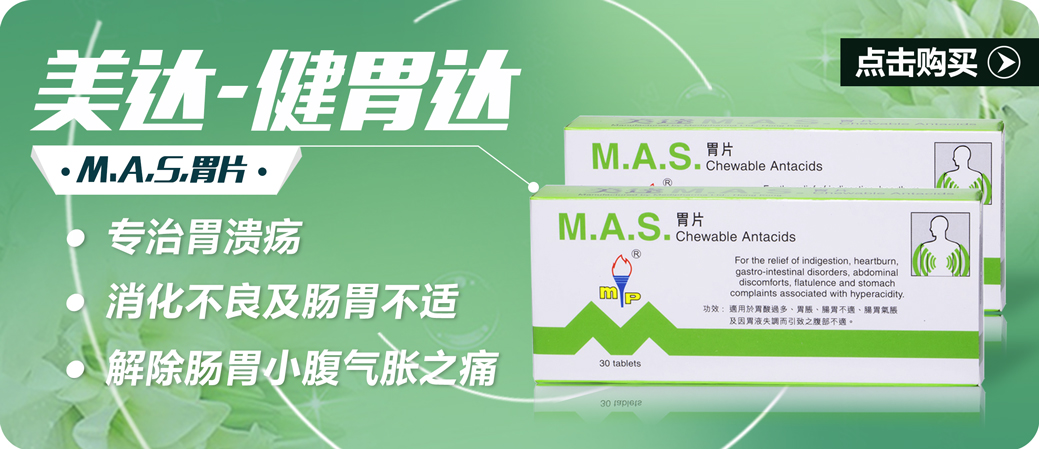 美达-健胃达
·M.A.S.胃片·
专治胃溃疡
消化不良及肠胃不适
解除肠胃小腹气胀之痛
点击购买
M.A.S.
胃片
Chewable Antacids
®
M.A.S.
胃片
Chewable Antacids
®
mp
For the relief of indigestion, heartburn,
gastro-intestinal disorders, abdominal
discomforts, flatulence and stomach
complaints associated with hyperacidity.
功效：適用於胃酸過多、胃脹、腸胃不適、腸胃氣脹
及因胃液失調而引致之腹部不適。
30 tablets